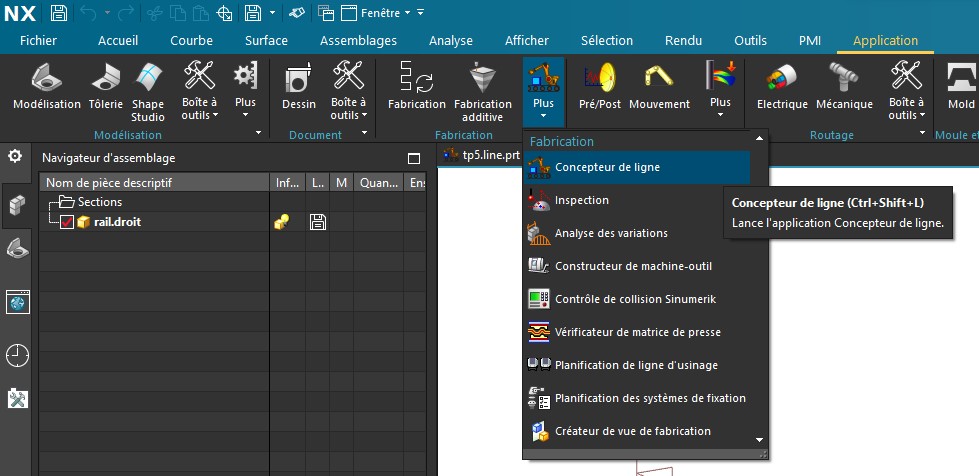 NX Fenêtre
Fichier Accueil Courbe Surface Assemblages Analyse Afficher Sélection Rendu Outils PMI Application
Modélisation Tôlerie Shape Studio Boîte à outils Plus Dessin Boîte à outils Fabrication Fabrication additive Plus Pré/Post Mouvement Plus Electrique Mécanique Boîte à outils Mold
Modélisation Document Fabrication Routage Moule et
Navigateur d'assemblage
tp5.line.prt
Nom de pièce descriptif Inf... L.. M Quan... En
Sections
rail.droit
Fabrication
Concepteur de ligne
Inspection
Analyse des variations
Constructeur de machine-outil
Contrôle de collision Sinumerik
Vérificateur de matrice de presse
Planification de ligne d'usinage
Planification des systèmes de fixation
Créateur de vue de fabrication
Concepteur de ligne (Ctrl+Shift+L)
Lance l'application Concepteur de ligne.